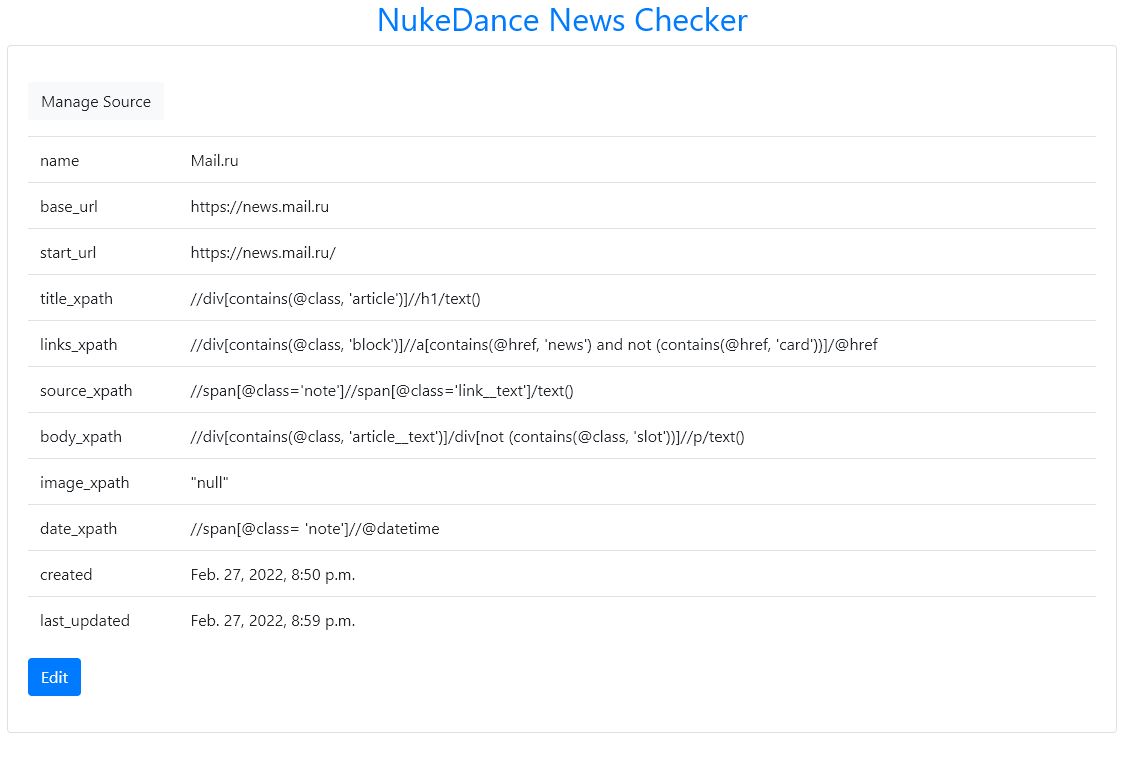 NukeDance News Checker
Manage Source
name Mail.ru
base_url https://news.mail.ru
start_url https://news.mail.ru/
title_xpath //div[contains(@class, 'article')]//h1/text()
links_xpath //div[contains(@class, 'block')]//a[contains(@href, 'news') and not (contains(@href, 'card'))]/@href
source_xpath //span[@class='note']//span[@class='link__text']/text()
body_xpath //div[contains(@class, 'article__text')]/div[not (contains(@class, 'slot'))]//p/text()
image_xpath "null"
date_xpath //span[@class= 'note']//@datetime
created Feb. 27, 2022, 8:50 p.m.
last_updated Feb. 27, 2022, 8:59 p.m.
Edit